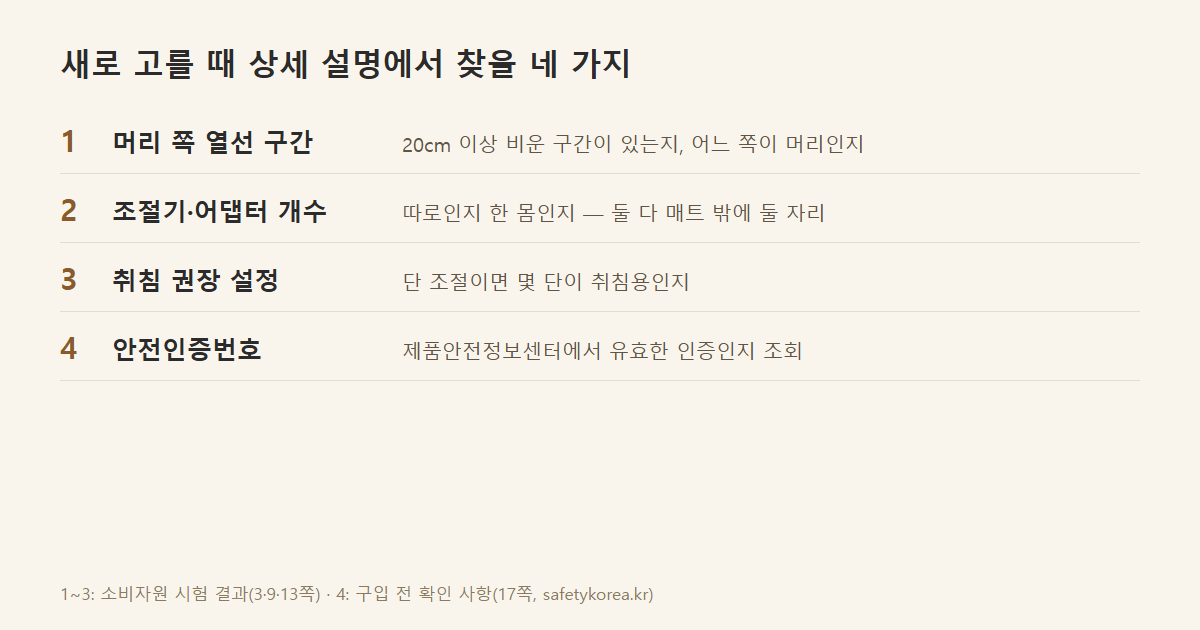 새로 고를 때 상세 설명에서 찾을 네 가지
1 머리 쪽 열선 구간 20cm 이상 비운 구간이 있는지, 어느 쪽이 머리인지
2 조절기·어댑터 개수 따로인지 한 몸인지 — 둘 다 매트 밖에 둘 자리
3 취침 권장 설정 단 조절이면 몇 단이 취침용인지
4 안전인증번호 제품안전정보센터에서 유효한 인증인지 조회
1~3: 소비자원 시험 결과(3·9·13쪽) · 4: 구입 전 확인 사항(17쪽, safetykorea.kr)